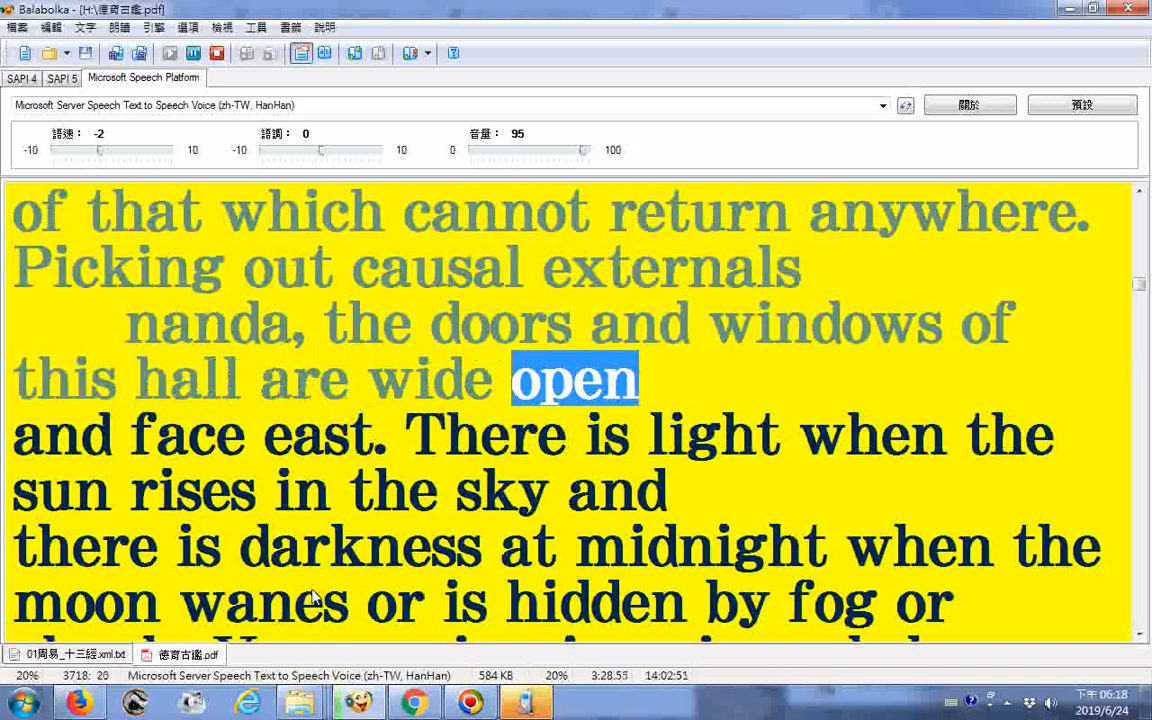 Balabolka - [H:\德育古鑑.pdf]
檔案 編輯 文字 朗讀 引擎 選項 檢視 工具 書籤 說明
SAPI 4 SAPI 5 Microsoft Speech Platform
Microsoft Server Speech Text to Speech Voice (zh-TW, HanHan) 關於 預設
語速： -2 語調： 0 音量： 95
-10 10 -10 10 0 100
of that which cannot return anywhere.
Picking out causal externals
nanda, the doors and windows of
this hall are wide open
and face east. There is light when the
sun rises in the sky and
there is darkness at midnight when the
moon wanes or is hidden by fog or
01周易_十三經.xml.txt 德育古鑑.pdf
20% 3718: 20 Microsoft Server Speech Text to Speech Voice (zh-TW, HanHan) 584 KB 20% 3:28:55 14:02:51
下午 06:18
2019/6/24